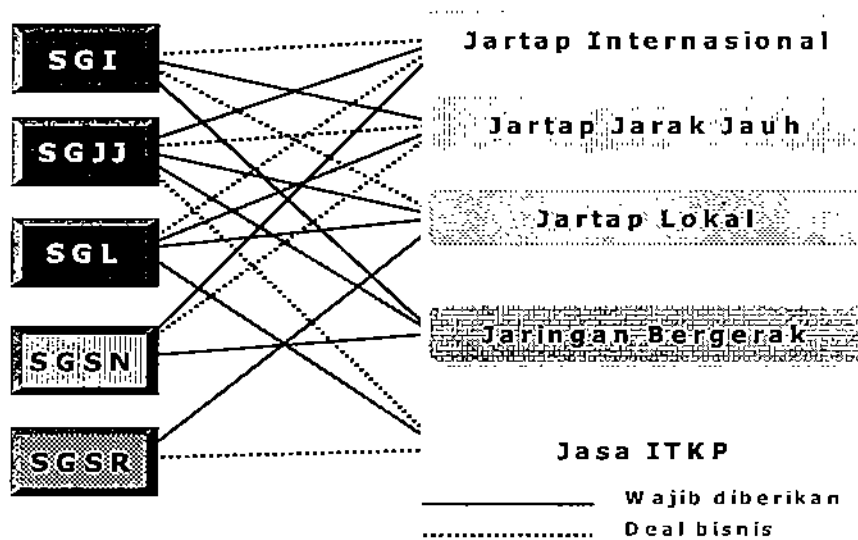 SGI
SGJJ
SGL
SGSN
SGSR
Jartap Internasional
Jartap Jarak Jauh
Jartap Lokal
Jaringan Bergerak
Jasa ITKP
Wajib diberikan
Deal bisnis